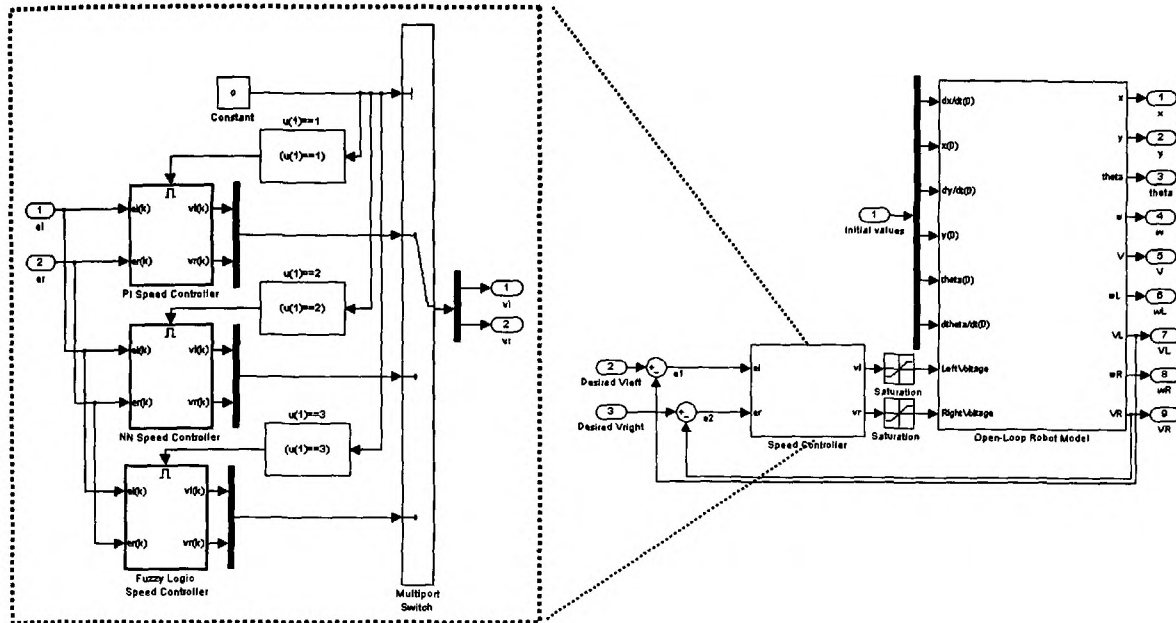 0
Constant
u(1)==1
(u(1)==1)
1
el
2
er
el(k)
er(k)
vl(k)
vr(k)
PI Speed Controller
u(1)==2
(u(1)==2)
el(k)
er(k)
vl(k)
vr(k)
NN Speed Controller
u(1)==3
(u(1)==3)
el(k)
er(k)
vl(k)
vr(k)
Fuzzy Logic
Speed Controller
Multiport
Switch
1
vl
2
vr
1
Initial values
dx/dt(0)
x(0)
dy/dt(0)
y(0)
theta(0)
dtheta/dt(0)
LeftVoltage
RightVoltage
x
y
theta
w
V
wL
VL
wR
VR
Open-Loop Robot Model
1
x
2
y
3
theta
4
w
5
V
6
wL
7
VL
8
wR
9
VR
2
Desired Vleft
3
Desired Vright
e1
e2
el
er
vl
vr
Speed Controller
Saturation
Saturation